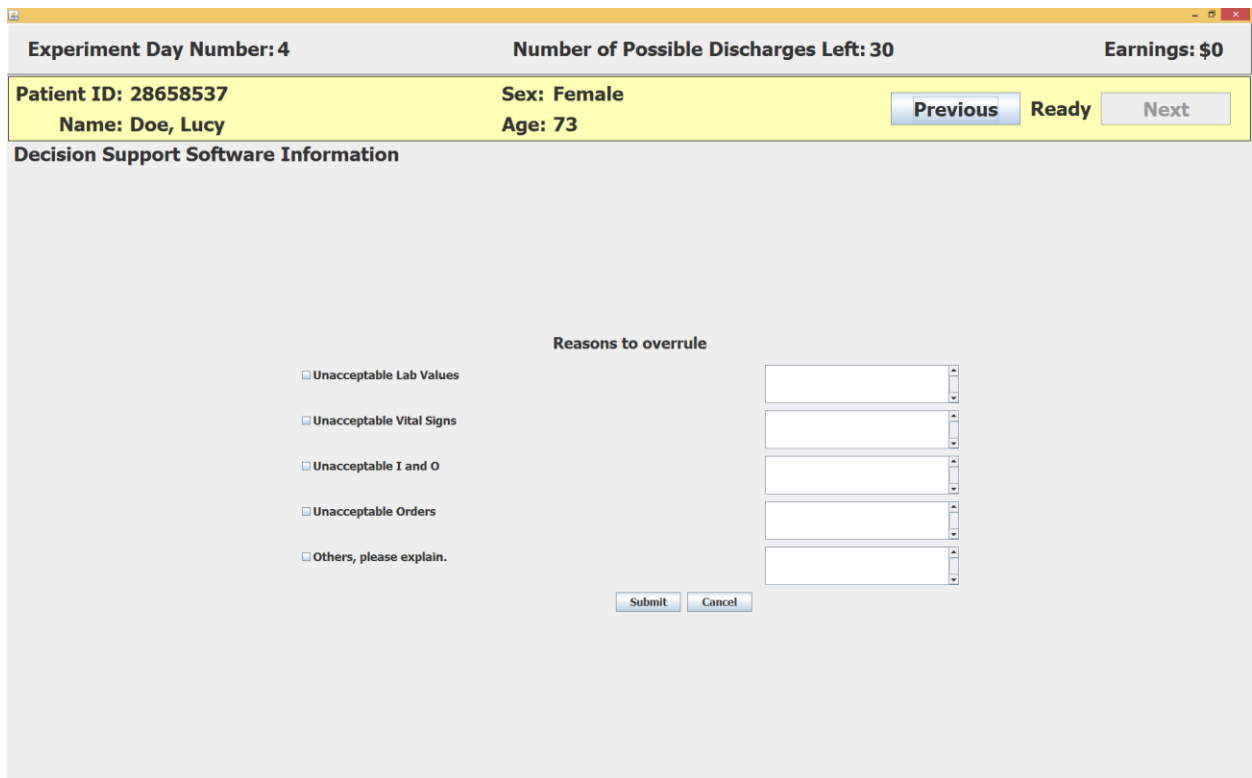 Experiment Day Number: 4 Number of Possible Discharges Left: 30 Earnings: $0
Patient ID: 28658537 Sex: Female
Name: Doe, Lucy Age: 73
Previous Ready Next
Decision Support Software Information
Reasons to overrule
Unacceptable Lab Values
Unacceptable Vital Signs
Unacceptable I and O
Unacceptable Orders
Others, please explain.
Submit Cancel